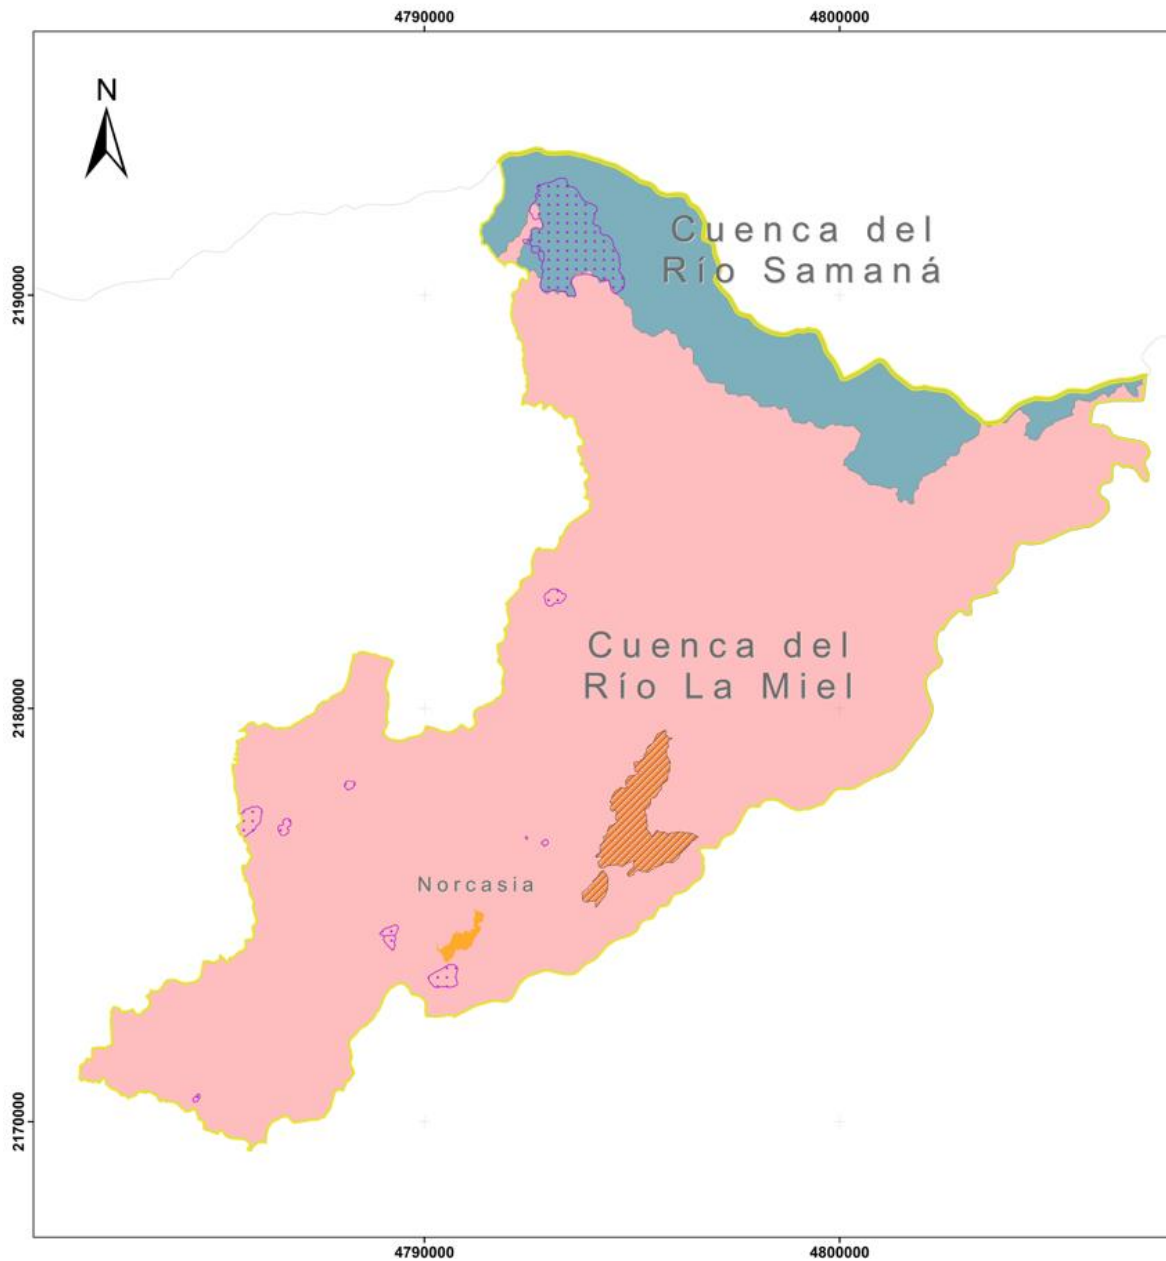 4790000
4800000
N
Cuenca del
Río Samaná
2190000
Cuenca del
Río La Miel
2180000
Norcasia
2170000
4790000
4800000